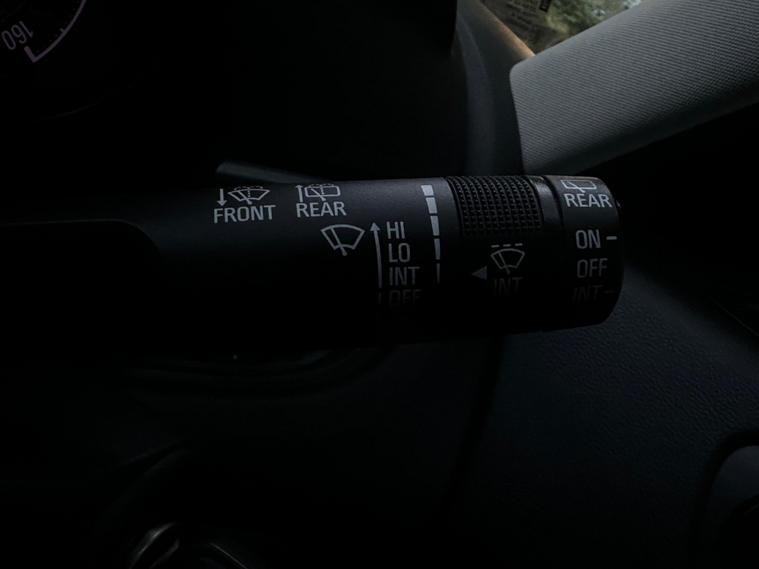 160
FRONT
REAR
HI
LO
INT
OFF
INT
REAR
ON
OFF
INT